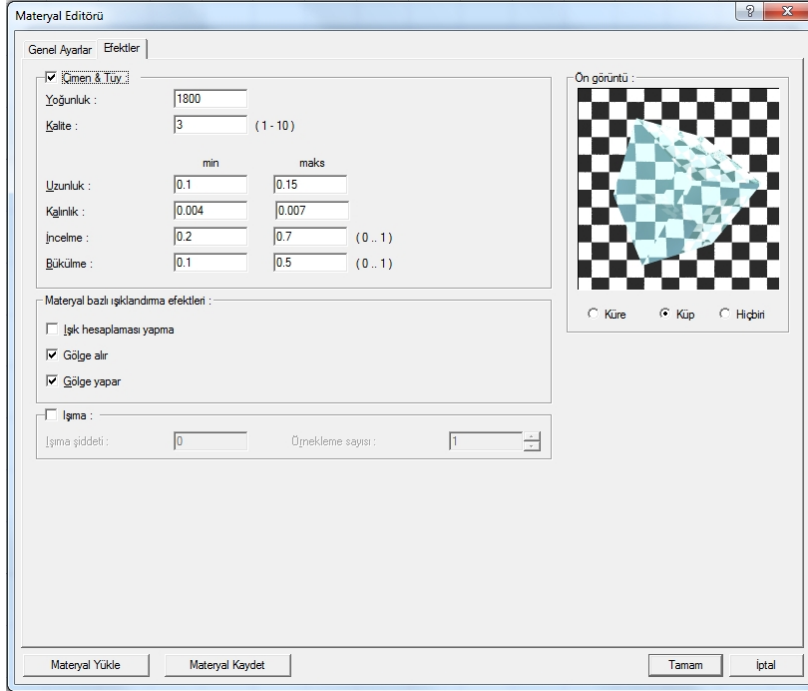 Materyal Editörü
Genel Ayarlar Efektler
Çimen & Tüy :
Yoğunluk : 1800
Kalite : 3 ( 1 - 10 )
min maks
Uzunluk : 0.1 0.15
Kalınlık : 0.004 0.007
İncelme : 0.2 0.7 ( 0 .. 1 )
Bükülme : 0.1 0.5 ( 0 .. 1 )
Materyal bazlı ışıklandırma efektleri :
Işık hesaplaması yapma
Gölge alır
Gölge yapar
Işıma :
Işıma şiddeti : 0 Örnekleme sayısı : 1
Ön görüntü :
Küre Küp Hiçbiri
Materyal Yükle Materyal Kaydet Tamam İptal